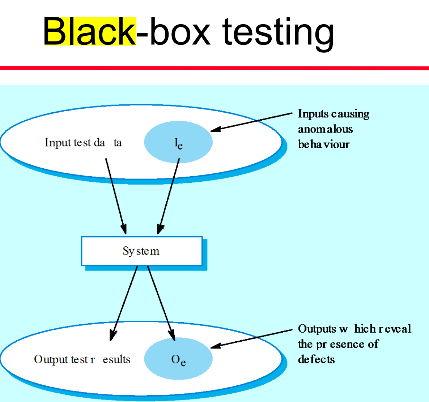 Black-box testing
Inputs causing
anomalous
behaviour
Input test da ta
Ie
System
Outputs w hich r eveal
the pr esence of
defects
Output test r esults
Oe